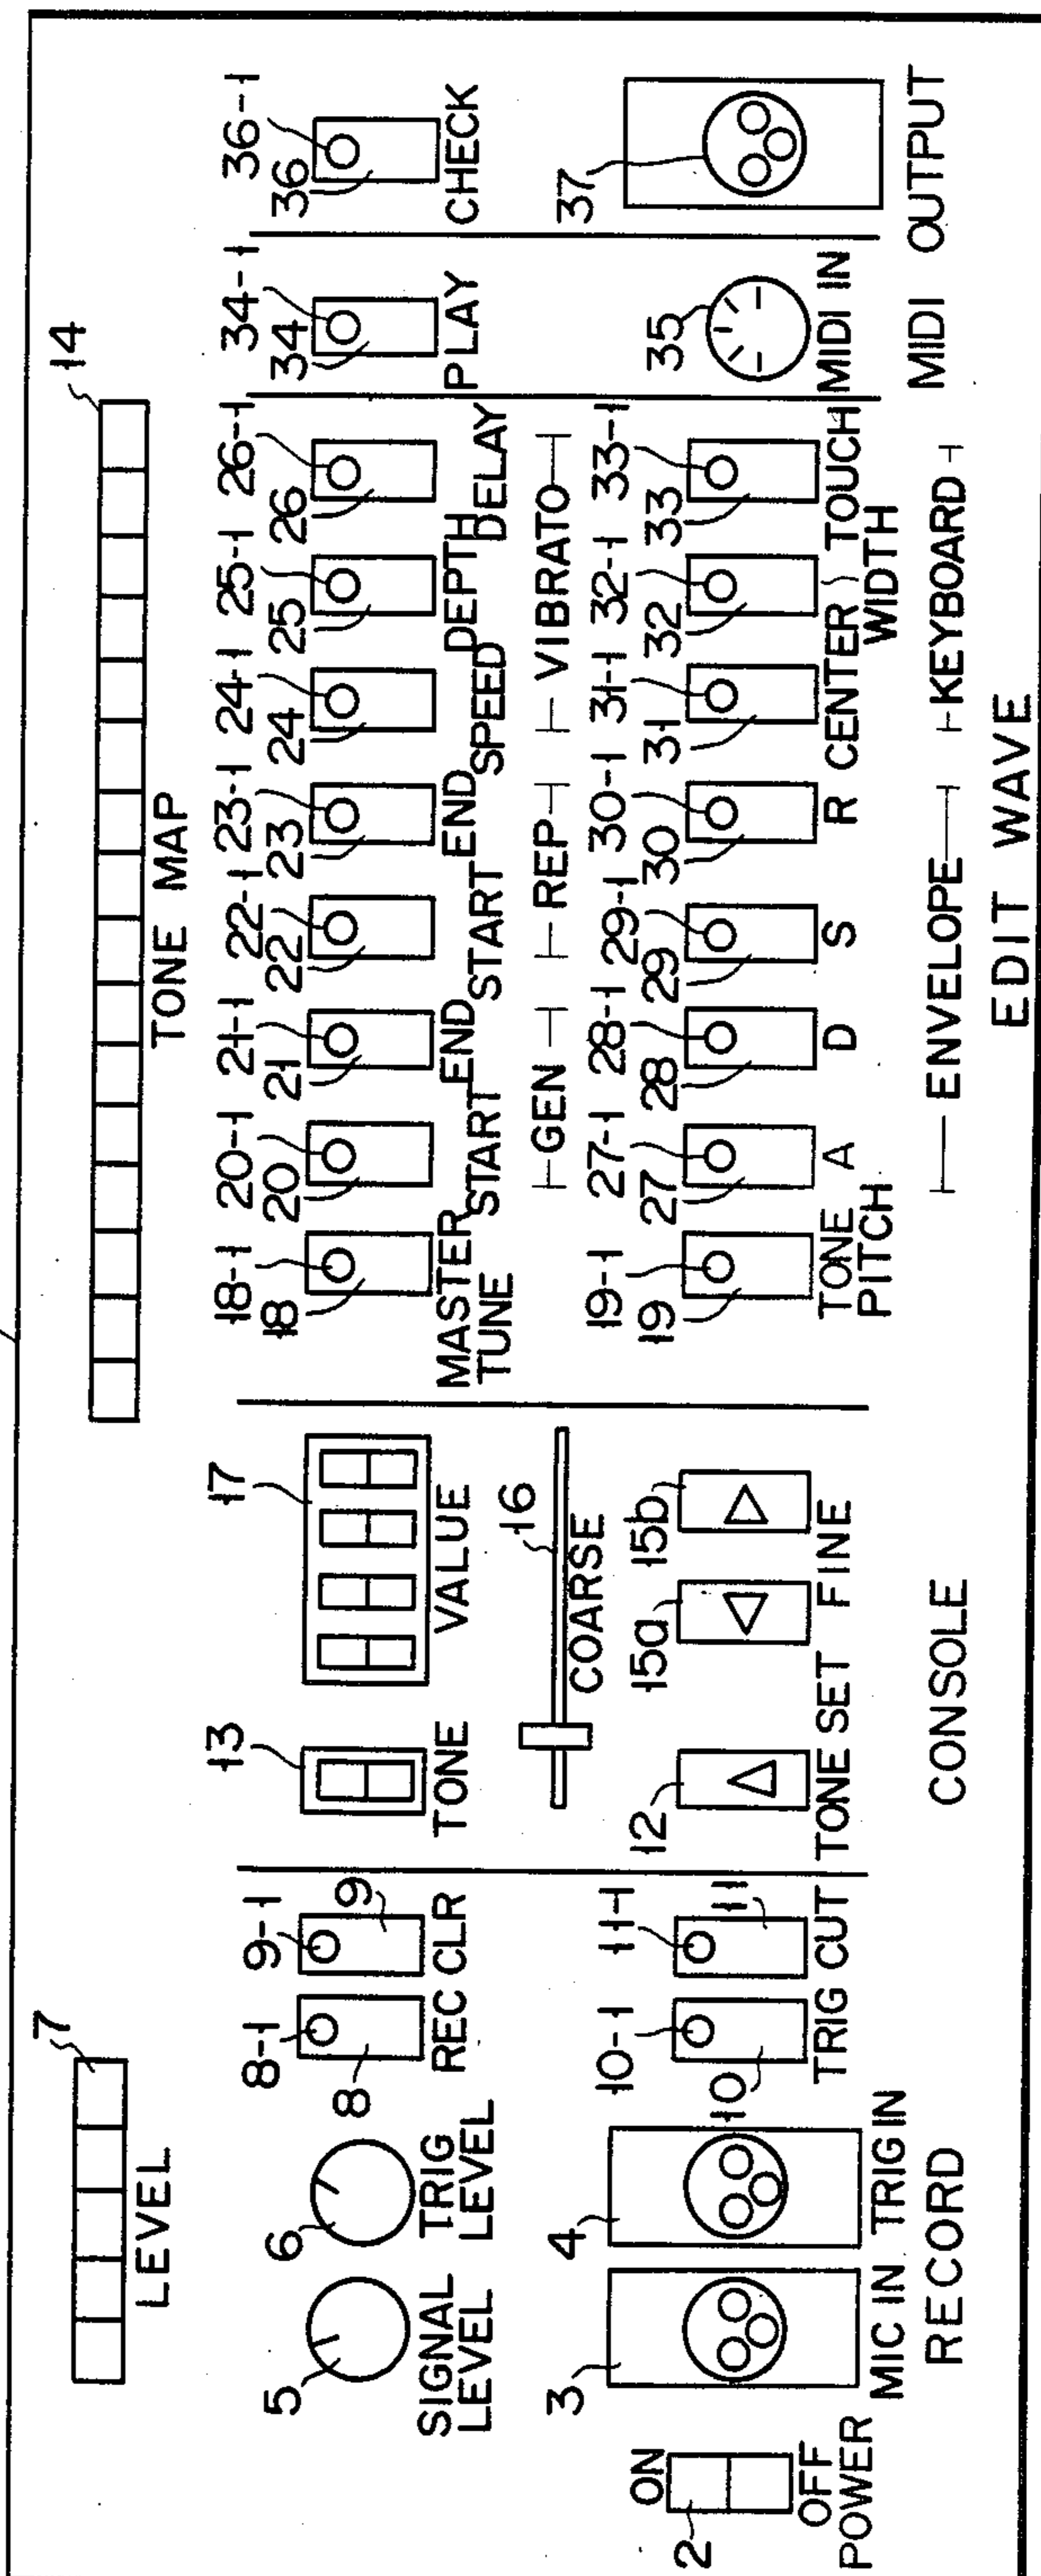 7
LEVEL
14
TONE MAP
5
SIGNAL LEVEL
6
TRIG LEVEL
8-1
8
REC
9-1
9
CLR
13
TONE
17
VALUE
16
COARSE
18-1
18
MASTER TUNE
20-1
20
START
21-1
21
END
GEN
22-1
22
START
23-1
23
END
REP
24-1
24
SPEED
25-1
25
DEPTH
26-1
26
DELAY
VIBRATO
34-1
34
PLAY
36-1
36
CHECK
ON
2
OFF
POWER
3
MIC IN
4
TRIG IN
10-1
10
TRIG
11-1
11
CUT
12
TONE SET
15a
15b
FINE
19-1
19
TONE PITCH
27-1
27
A
28-1
28
D
29-1
29
S
30-1
30
R
31-1
31
CENTER
32-1
32
WIDTH
33-1
33
TOUCH
35
MIDI IN
37
ENVELOPE
KEYBOARD
RECORD
CONSOLE
EDIT WAVE
MIDI
OUTPUT